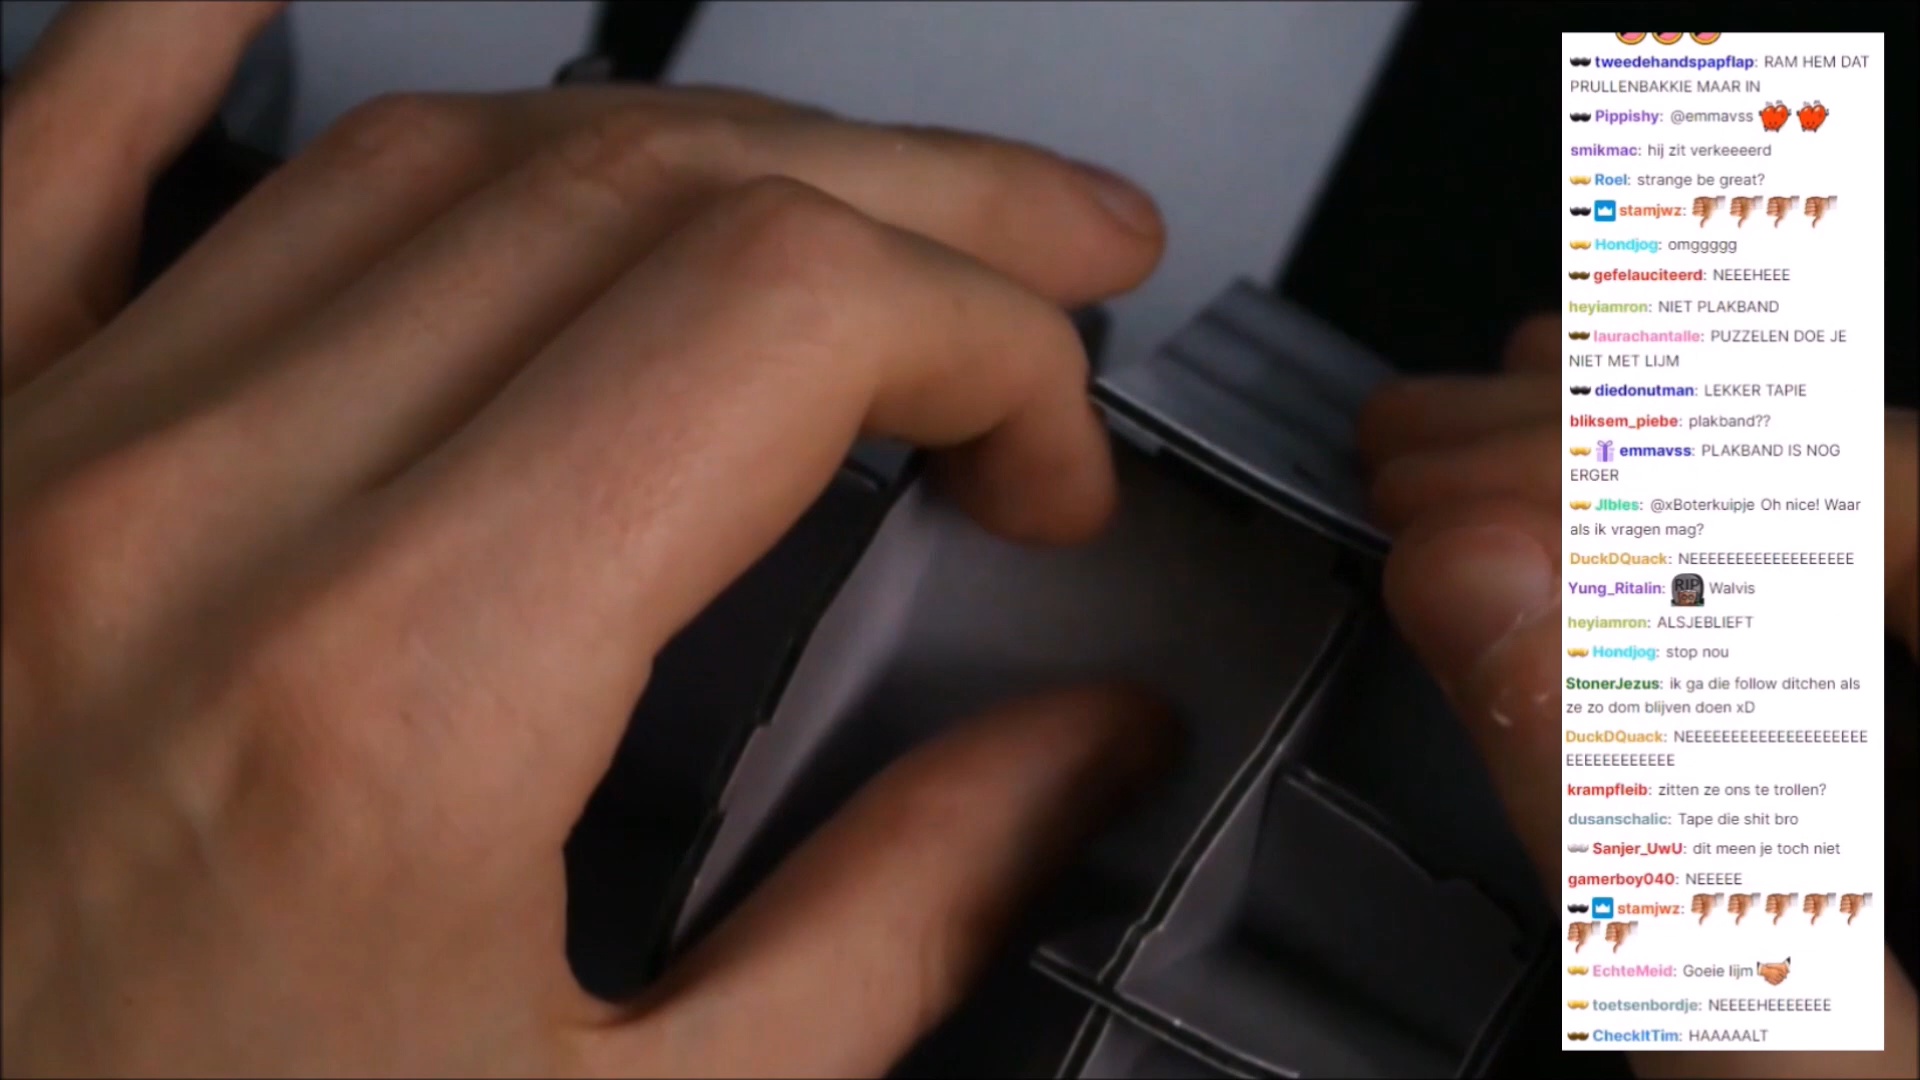 tweedehandspapflap: RAM HEM DAT
PRULLENBAKKIE MAAR IN
Pippishy: @emmavss
smikmac: hij zit verkeeeerd
Roel: strange be great?
stamjwz:
Hondjog: omggggg
gefelauciteerd: NEEEHEEE
heyiamron: NIET PLAKBAND
laurachantalle: PUZZELEN DOE JE
NIET MET LIJM
diedonutman: LEKKER TAPIE
bliksem_piebe: plakband??
emmavss: PLAKBAND IS NOG
ERGER
Jlbles: @xBoterkuipje Oh nice! Waar
als ik vragen mag?
DuckDQuack: NEEEEEEEEEEEEEEEEEEE
Yung_Ritalin: RIP Walvis
heyiamron: ALSJEBLIEFT
Hondjog: stop nou
StonerJezus: ik ga die follow ditchen als
ze zo dom blijven doen xD
DuckDQuack: NEEEEEEEEEEEEEEEEEEEEE
EEEEEEEEEEEE
krampfleib: zitten ze ons te trollen?
dusanschalic: Tape die shit bro
Sanjer_UwU: dit meen je toch niet
gamerboy040: NEEEEE
stamjwz:
EchteMeid: Goeie lijm
toetsenbordje: NEEEEHEEEEEEE
CheckItTim: HAAAAALT